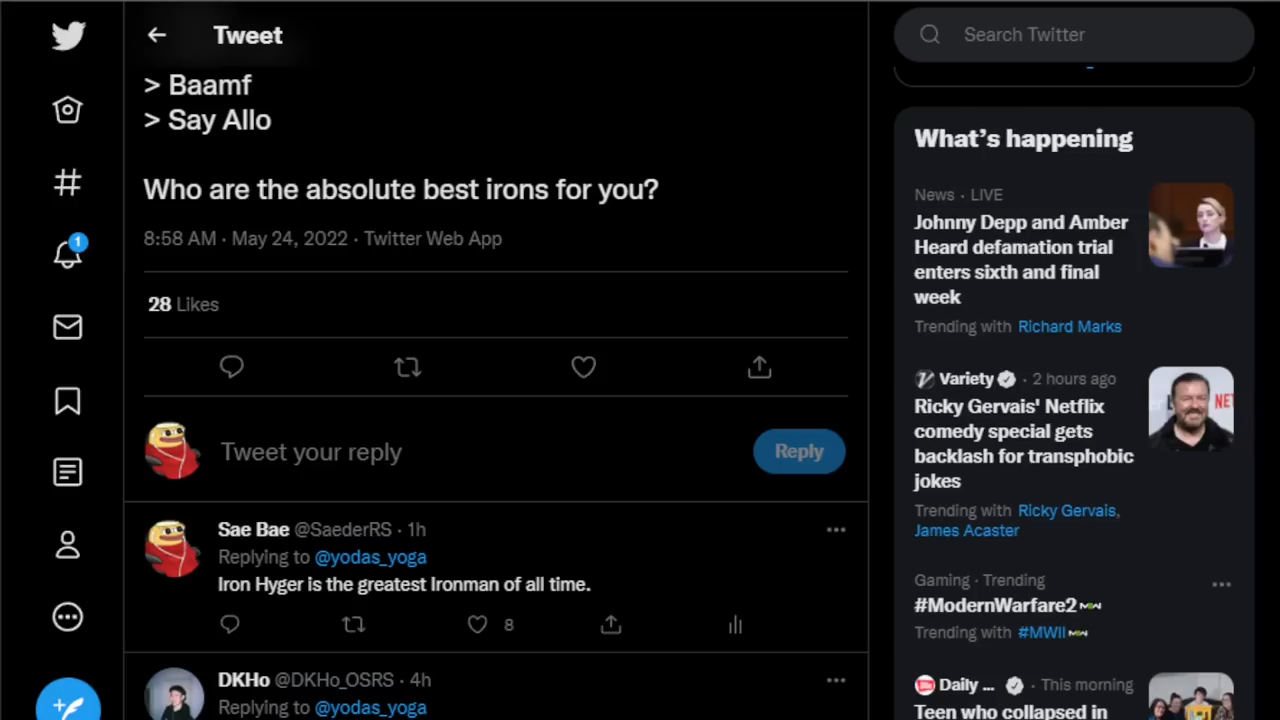 Tweet
> Baamf
> Say Allo
Who are the absolute best irons for you?
8:58 AM · May 24, 2022 · Twitter Web App
28 Likes
Tweet your reply
Reply
Sae Bae @SaederRS · 1h
Replying to @yodas_yoga
Iron Hyger is the greatest Ironman of all time.
8
DKHo @DKHo_OSRS · 4h
Replying to @yodas_yoga
1
Search Twitter
What's happening
News · LIVE
Johnny Depp and Amber
Heard defamation trial
enters sixth and final
week
Trending with Richard Marks
Variety · 2 hours ago
Ricky Gervais' Netflix
comedy special gets
backlash for transphobic
jokes
Trending with Ricky Gervais,
James Acaster
NET
Gaming · Trending
#ModernWarfare2
Trending with #MWII
Daily ... · This morning
Teen who collapsed in